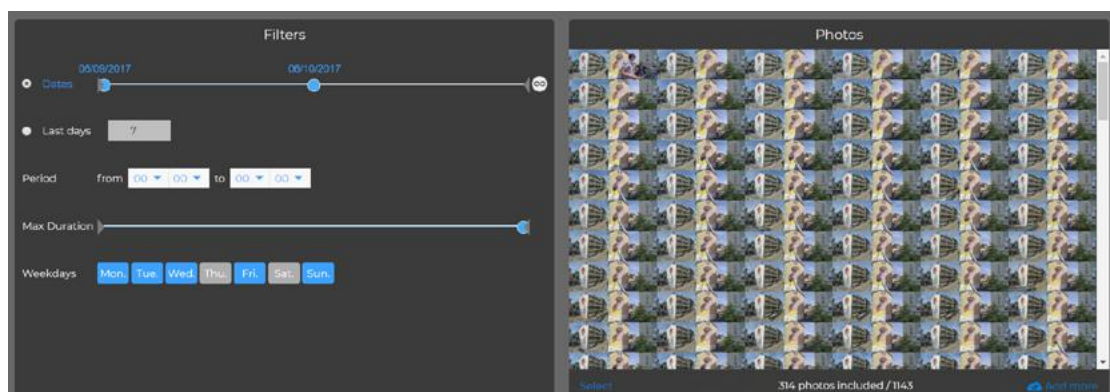 Filters
06/09/2017 06/10/2017
Dates
Last days 7
Period from 00 00 to 00 00
Max Duration
Weekdays Mon. Tue. Wed. Thu. Fri. Sat. Sun.
Photos
Select 314 photos included / 1143 Add more